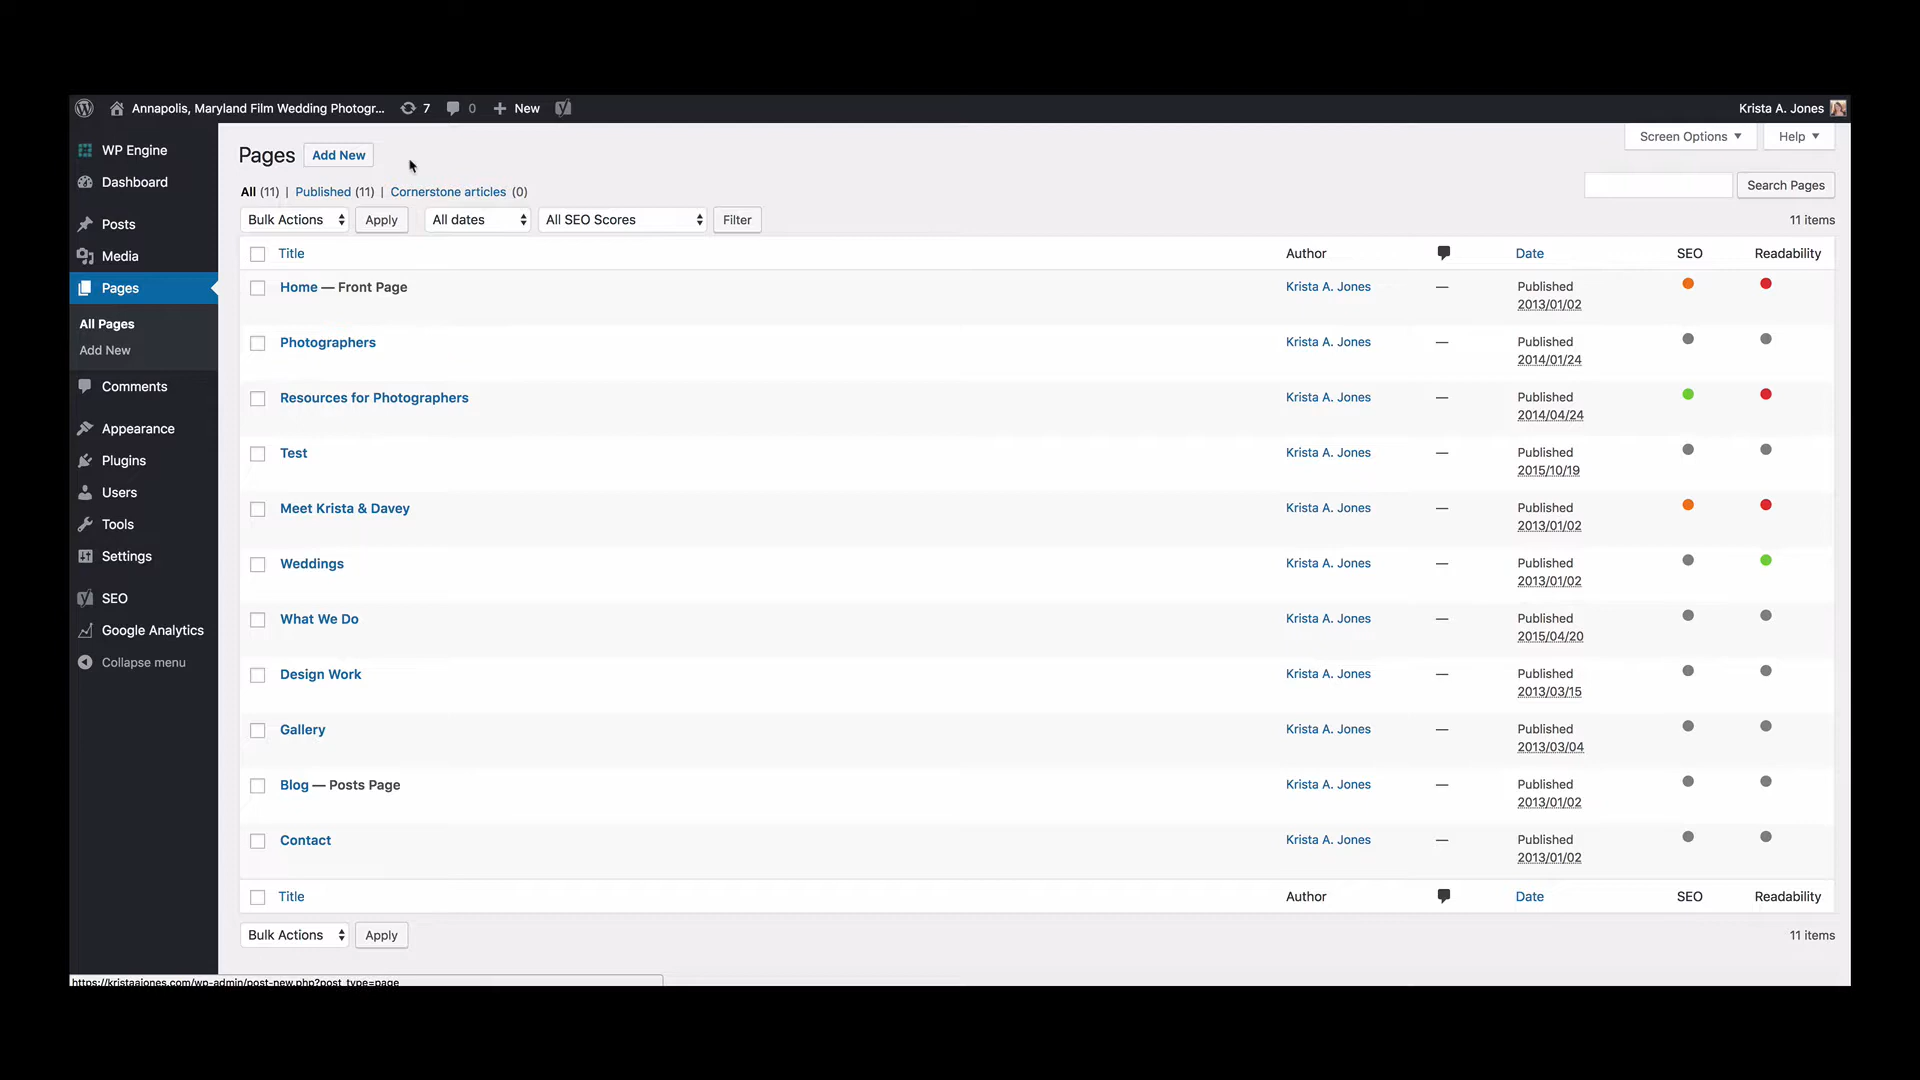 Annapolis, Maryland Film Wedding Photogr... 7 0 New Krista A. Jones
WP Engine
Dashboard
Posts
Media
Pages
All Pages
Add New
Comments
Appearance
Plugins
Users
Tools
Settings
SEO
Google Analytics
Collapse menu
Screen Options Help
Pages Add New
All (11) | Published (11) | Cornerstone articles (0)
Search Pages
Bulk Actions Apply All dates All SEO Scores Filter 11 items
Title Author Date SEO Readability
Home — Front Page Krista A. Jones — Published
2013/01/02
Photographers Krista A. Jones — Published
2014/01/24
Resources for Photographers Krista A. Jones — Published
2014/04/24
Test Krista A. Jones — Published
2015/10/19
Meet Krista & Davey Krista A. Jones — Published
2013/01/02
Weddings Krista A. Jones — Published
2013/01/02
What We Do Krista A. Jones — Published
2015/04/20
Design Work Krista A. Jones — Published
2013/03/15
Gallery Krista A. Jones — Published
2013/03/04
Blog — Posts Page Krista A. Jones — Published
2013/01/02
Contact Krista A. Jones — Published
2013/01/02
Title Author Date SEO Readability
Bulk Actions Apply 11 items
https://kristaajones.com/wp-admin/post-new.php?post_type=page